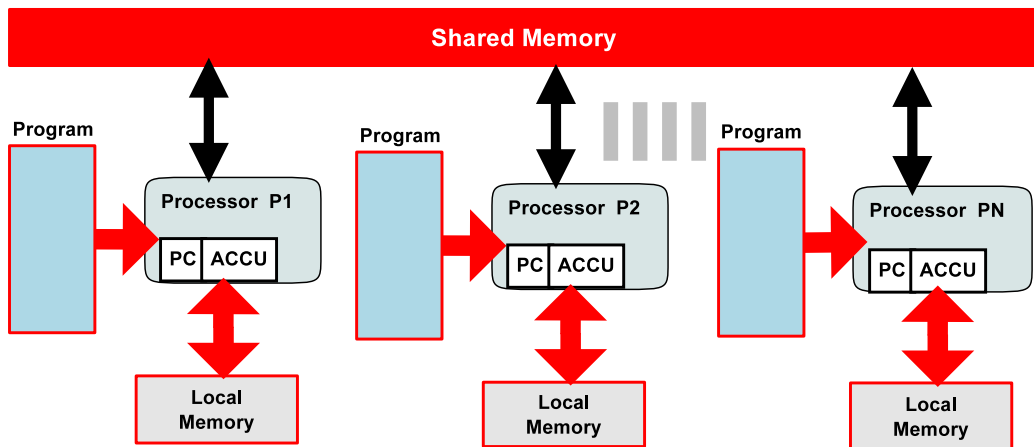 Shared Memory
Program
Processor P1
PC ACCU
Local
Memory
Program
Processor P2
PC ACCU
Local
Memory
Program
Processor PN
PC ACCU
Local
Memory